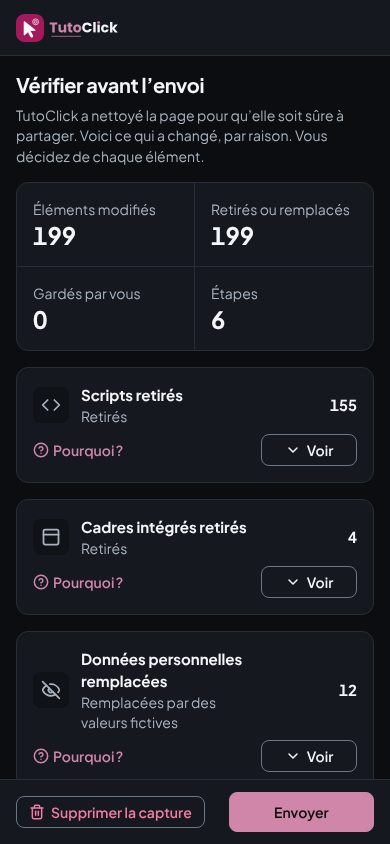 TutoClick
Vérifier avant l’envoi
TutoClick a nettoyé la page pour qu’elle soit sûre à
partager. Voici ce qui a changé, par raison. Vous
décidez de chaque élément.
Éléments modifiés
199
Retirés ou remplacés
199
Gardés par vous
0
Étapes
6
Scripts retirés
Retirés
155
Pourquoi ?
Voir
Cadres intégrés retirés
Retirés
4
Pourquoi ?
Voir
Données personnelles
remplacées
Remplacées par des
valeurs fictives
12
Pourquoi ?
Voir
Supprimer la capture
Envoyer